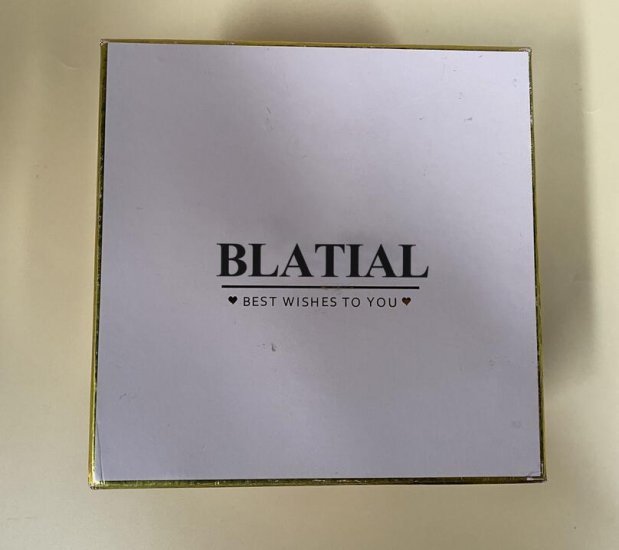 BLATIAL
♥ BEST WISHES TO YOU ♥